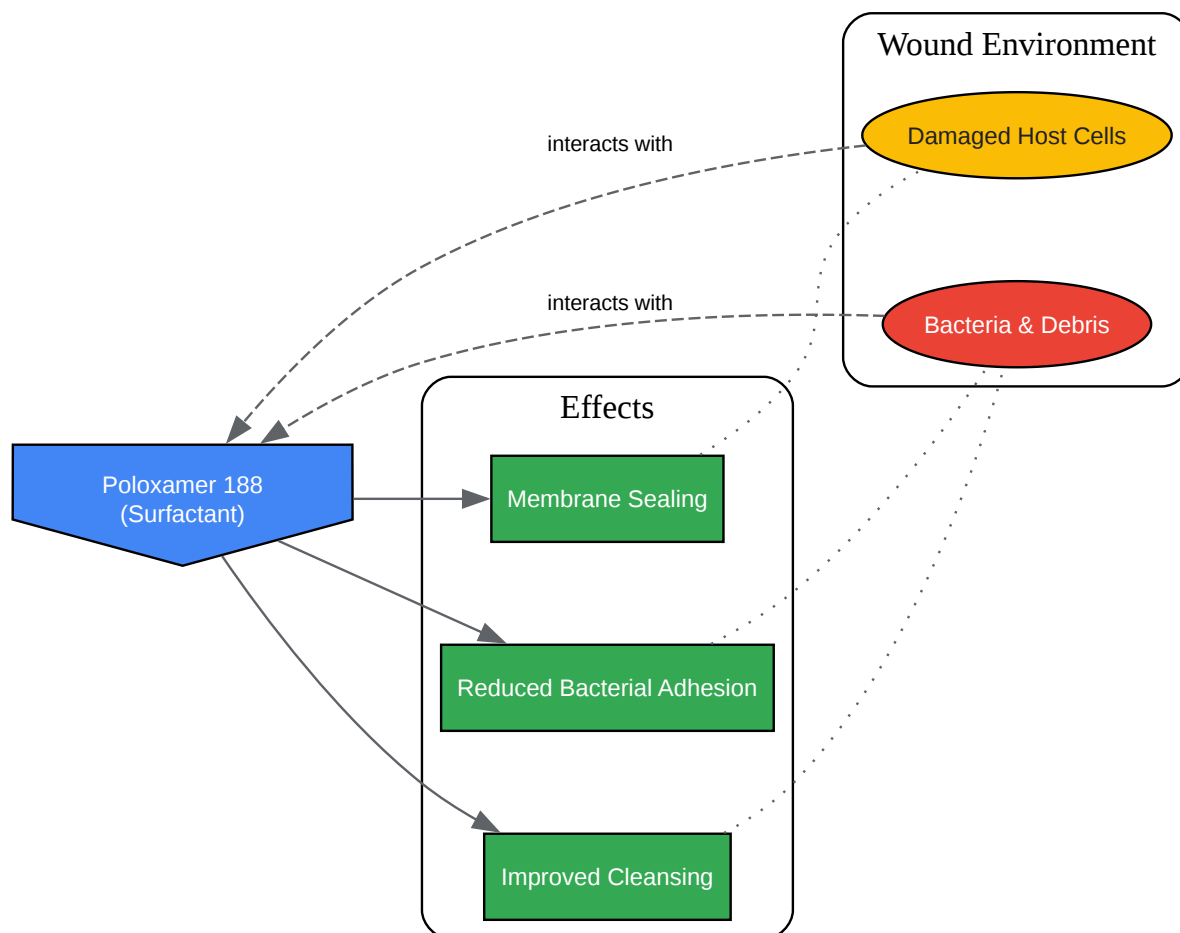 Wound Environment
Damaged Host Cells
interacts with
Bacteria & Debris
interacts with
Effects
Poloxamer 188
(Surfactant)
Membrane Sealing
Reduced Bacterial Adhesion
Improved Cleansing